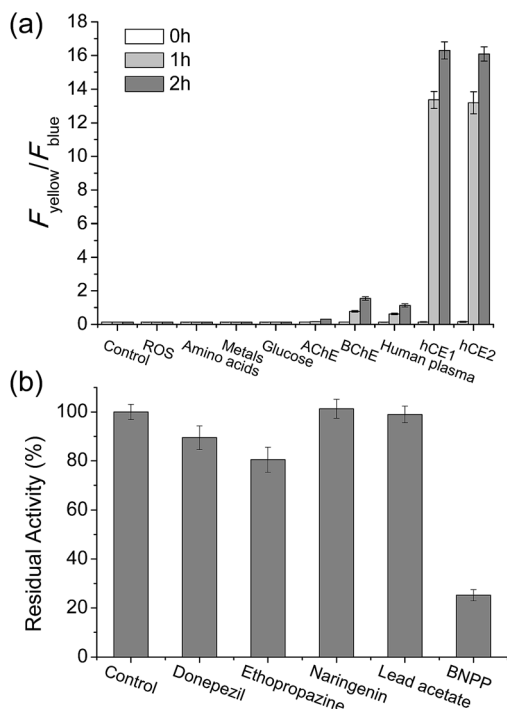 (a)
0h
1h
2h
F yellow/F blue
16
18
14
12
10
8
6
4
2
0
Control
ROS
Amino acids
Metals
Glucose
AChE
BChE
Human plasma
hCE1
hCE2
(b)
Residual Activity (%)
100
80
60
40
20
0
Control
Donepezil
Ethopropazine
Naringenin
Lead acetate
BNPP